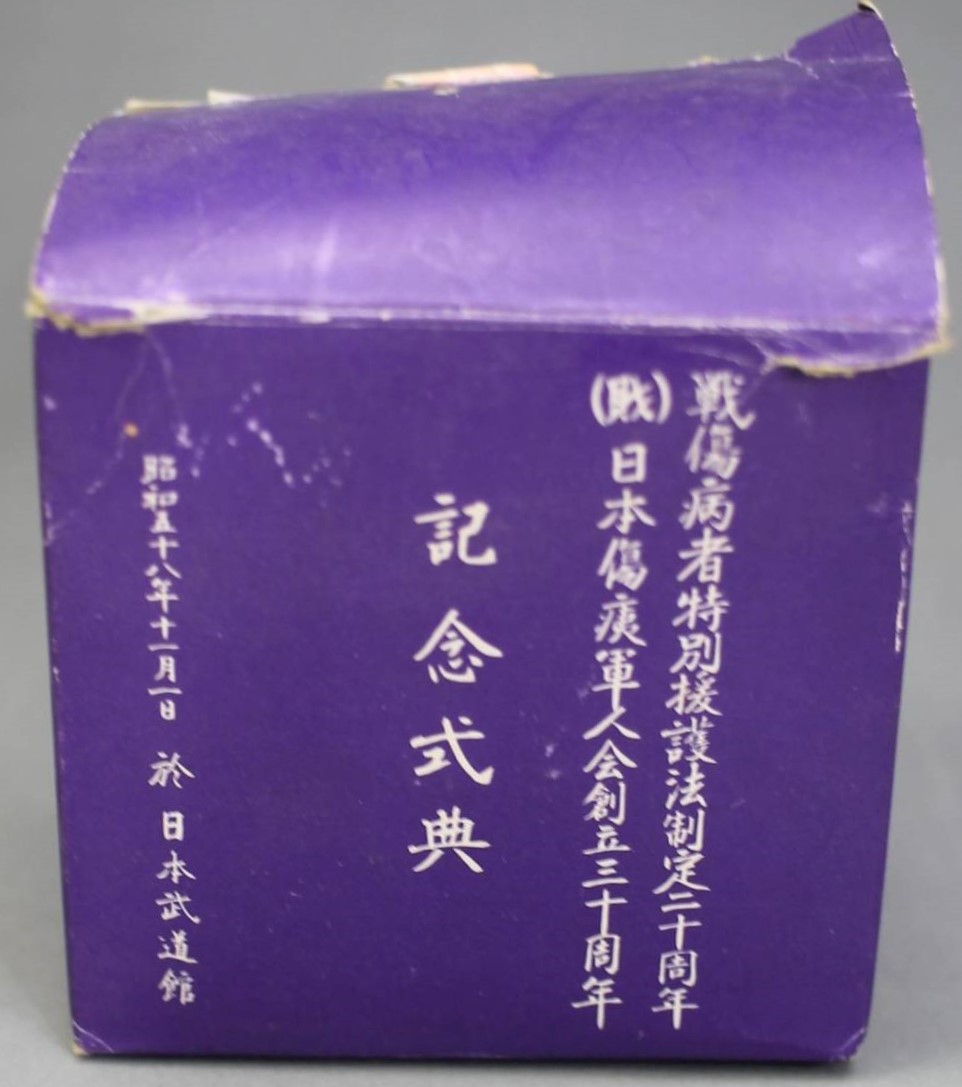 戦傷病者特別援護法制定二十周年
(財)日本傷痍軍人会創立三十周年
記念式典
昭和五十八年十一月一日 於 日本武道館